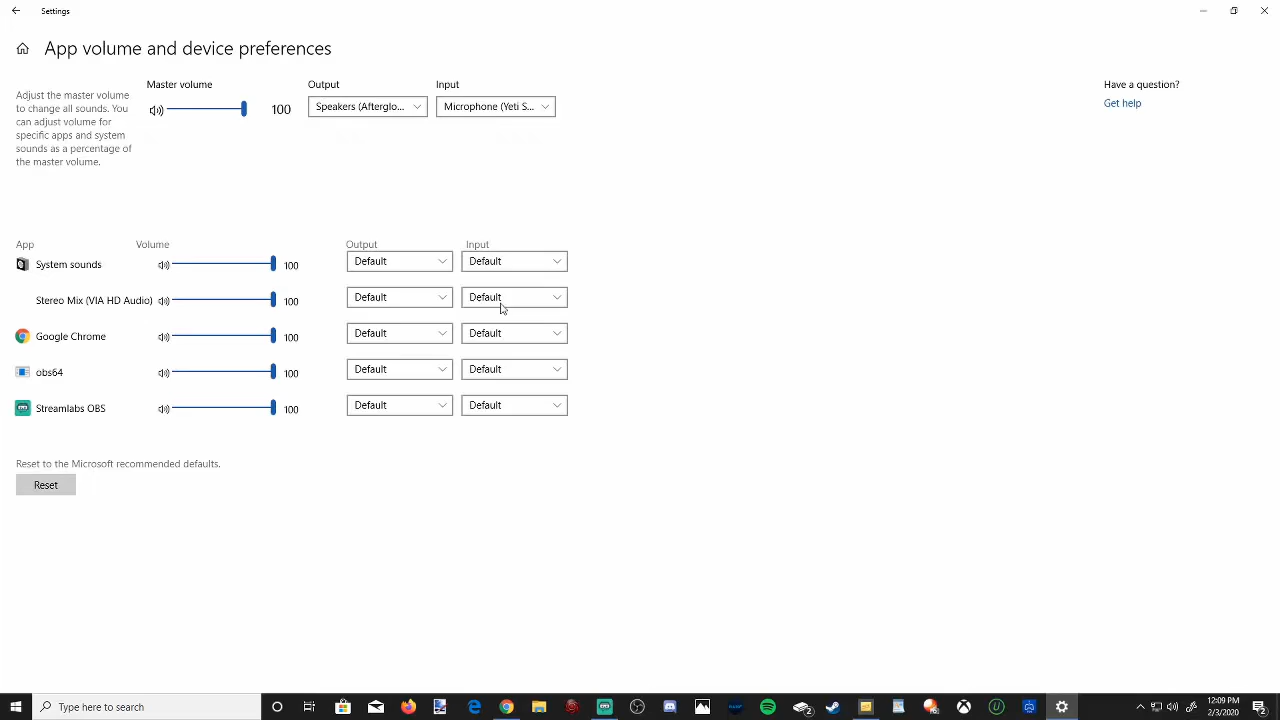 Settings
App volume and device preferences
Adjust the master volume
to change all sounds. You
can adjust volume for
specific apps and system
sounds as a percentage of
the master volume.
Master volume
100
Output
Speakers (Afterglo...
Input
Microphone (Yeti S...
Have a question?
Get help
App Volume Output Input
System sounds 100 Default Default
Stereo Mix (VIA HD Audio) 100 Default Default
Google Chrome 100 Default Default
obs64 100 Default Default
Streamlabs OBS 100 Default Default
Reset to the Microsoft recommended defaults.
Reset
Type here to search
12:09 PM
2/3/2020